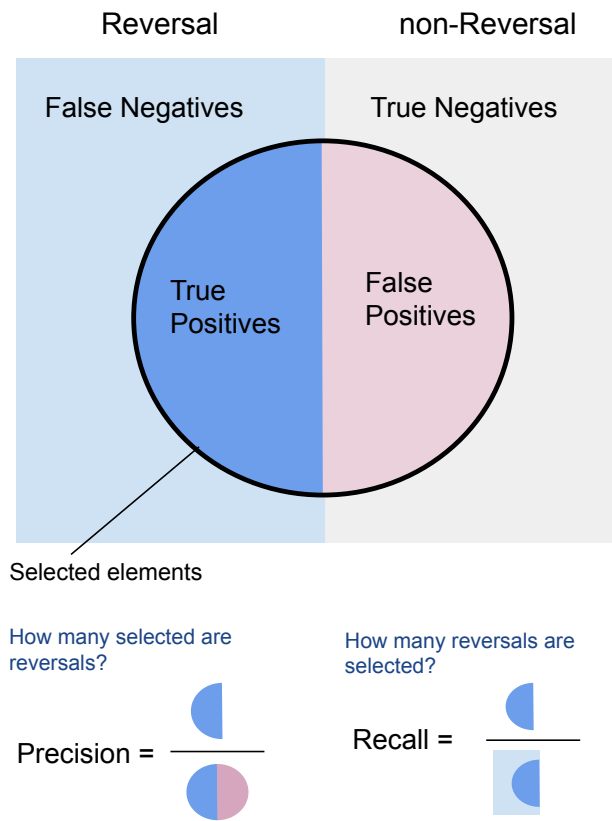 Reversal
non-Reversal
False Negatives
True Negatives
True
Positives
False
Positives
Selected elements
How many selected are
reversals?
How many reversals are
selected?
Precision =
Recall =